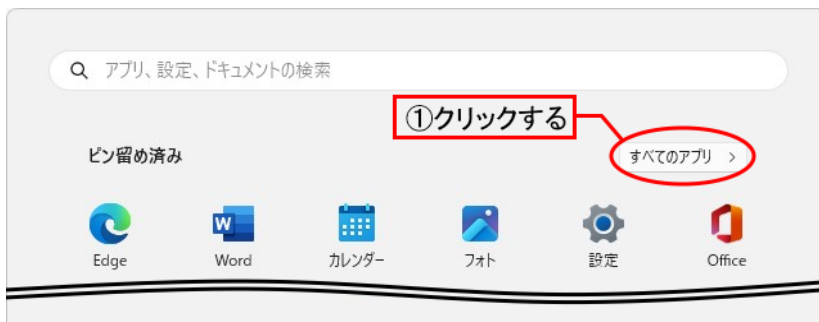 アプリ、設定、ドキュメントの検索
①クリックする
ピン留め済み
すべてのアプリ >
Edge
Word
カレンダー
フォト
設定
Office